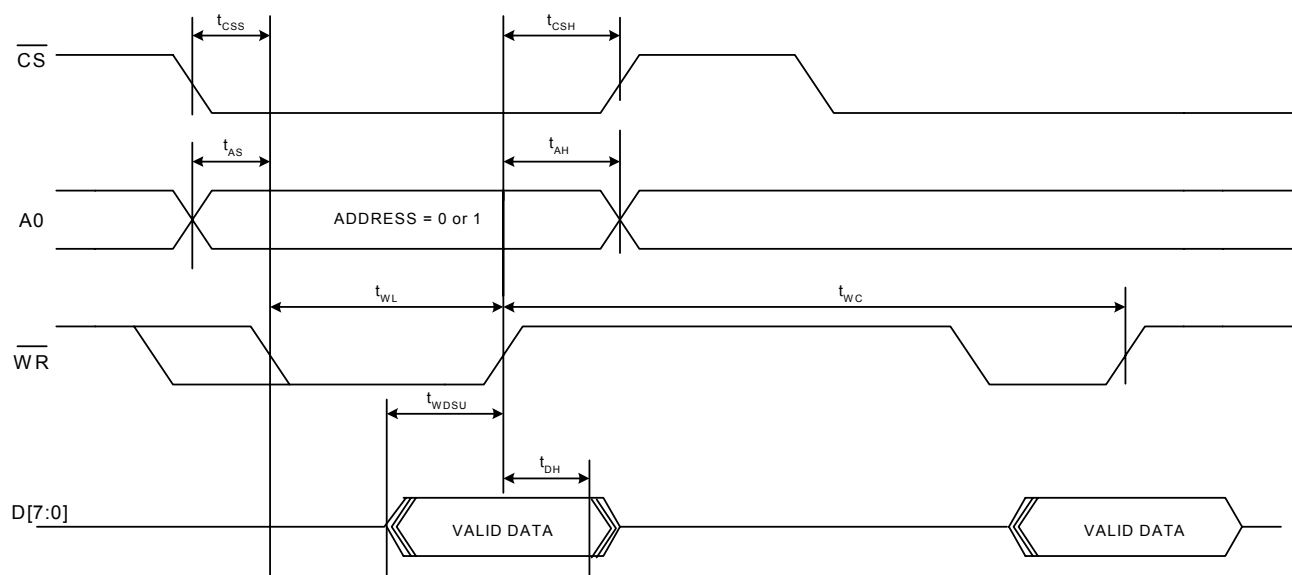 tCSS
tCSH
CS
tAS
tAH
A0
ADDRESS = 0 or 1
tWL
tWC
WR
tWDSU
tDH
D[7:0]
VALID DATA
VALID DATA